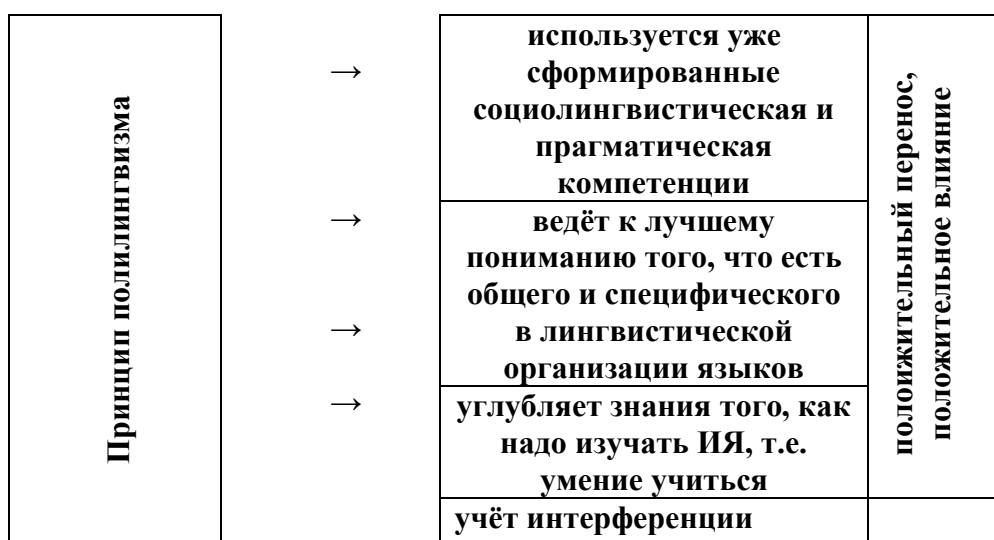 Принцип полилингвизма
→
используется уже
сформированные
социолингвистическая и
прагматическая
компетенции
→
ведёт к лучшему
пониманию того, что есть
общего и специфического
→
в лингвистической
организации языков
→
углубляет знания того, как
надо изучать ИЯ, т.е.
умение учиться
учёт интерференции
полоижительный перенос,
положительное влияние